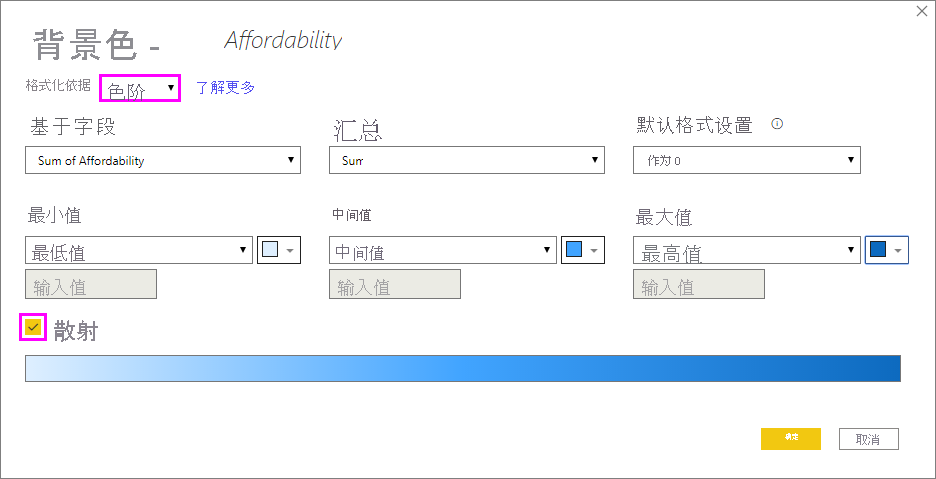 背景色 - Affordability
格式化依据 色阶 了解更多
基于字段 汇总 默认格式设置
Sum of Affordability Sum 作为 0
最小值 中间值 最大值
最低值 中间值 最高值
输入值 输入值 输入值
散射
确定 取消